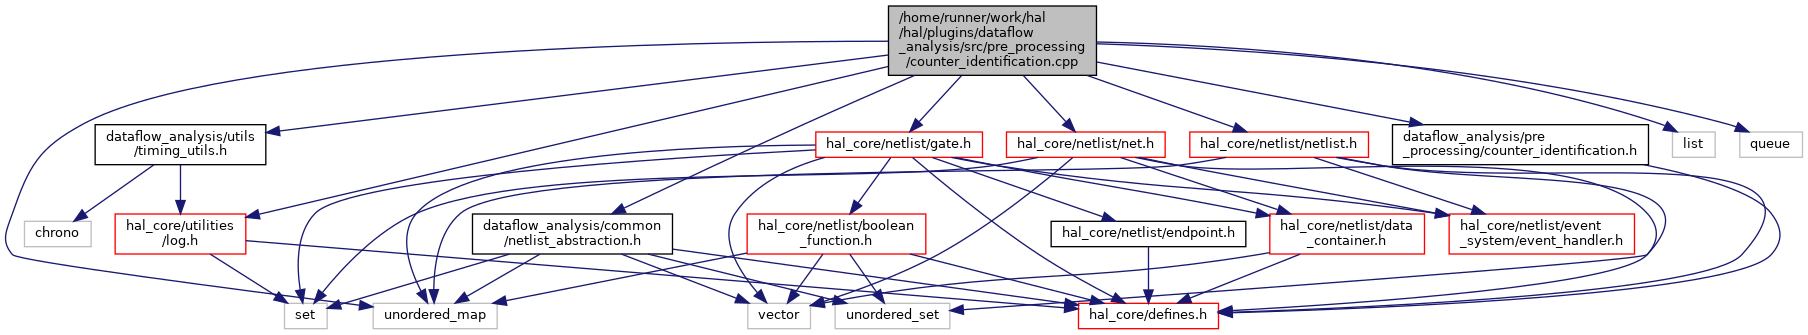 /home/runner/work/hal
/hal/plugins/dataflow
_analysis/src/pre_processing
/counter_identification.cpp
dataflow_analysis/utils
/timing_utils.h
hal_core/netlist/gate.h
hal_core/netlist/net.h
hal_core/netlist/netlist.h
dataflow_analysis/pre
_processing/counter_identification.h
list
queue
chrono
hal_core/utilities
/log.h
dataflow_analysis/common
/netlist_abstraction.h
hal_core/netlist/boolean
_function.h
hal_core/netlist/endpoint.h
hal_core/netlist/data
_container.h
hal_core/netlist/event
_system/event_handler.h
set
unordered_map
vector
unordered_set
hal_core/defines.h